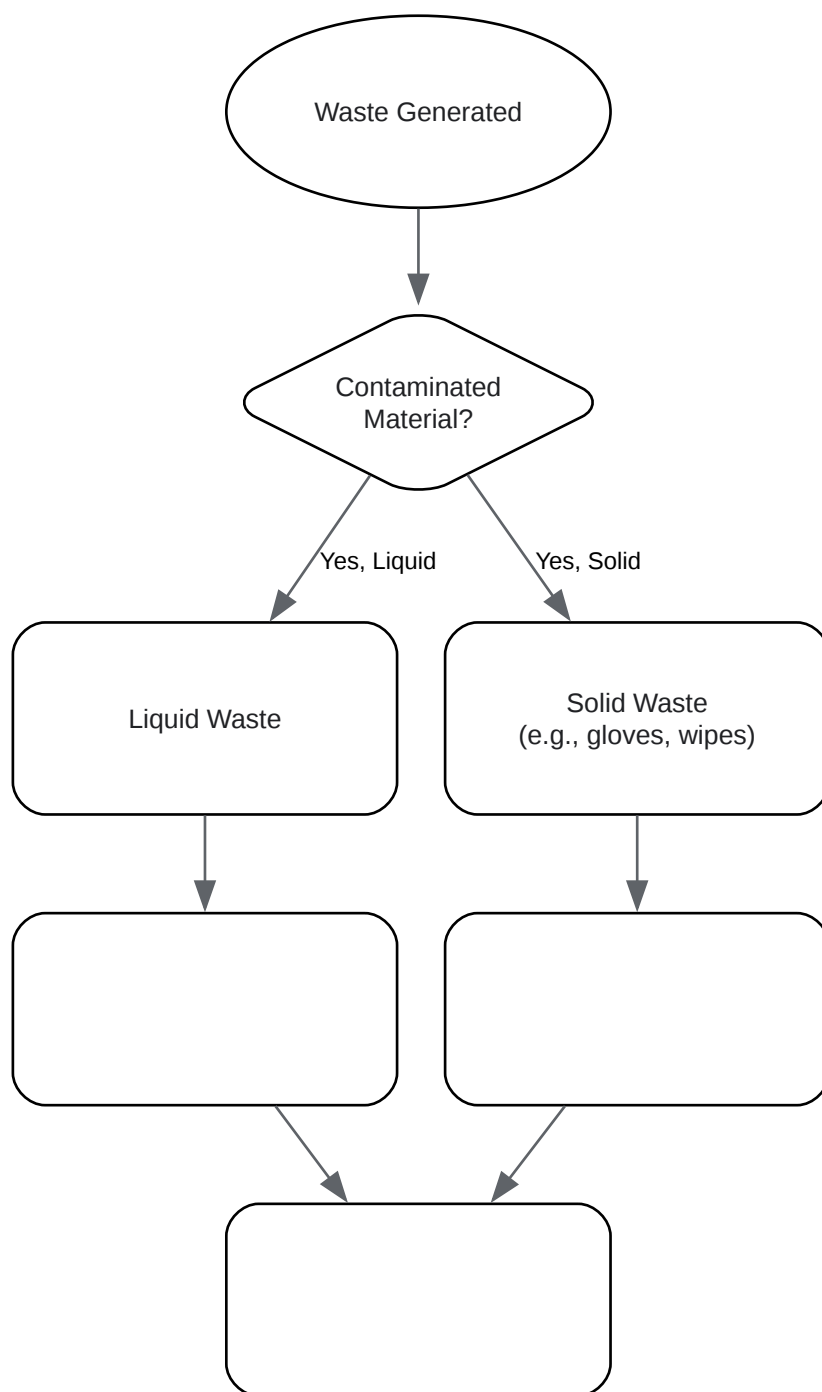 Waste Generated
Contaminated
Material?
Yes, Liquid
Yes, Solid
Liquid Waste
Solid Waste
(e.g., gloves, wipes)